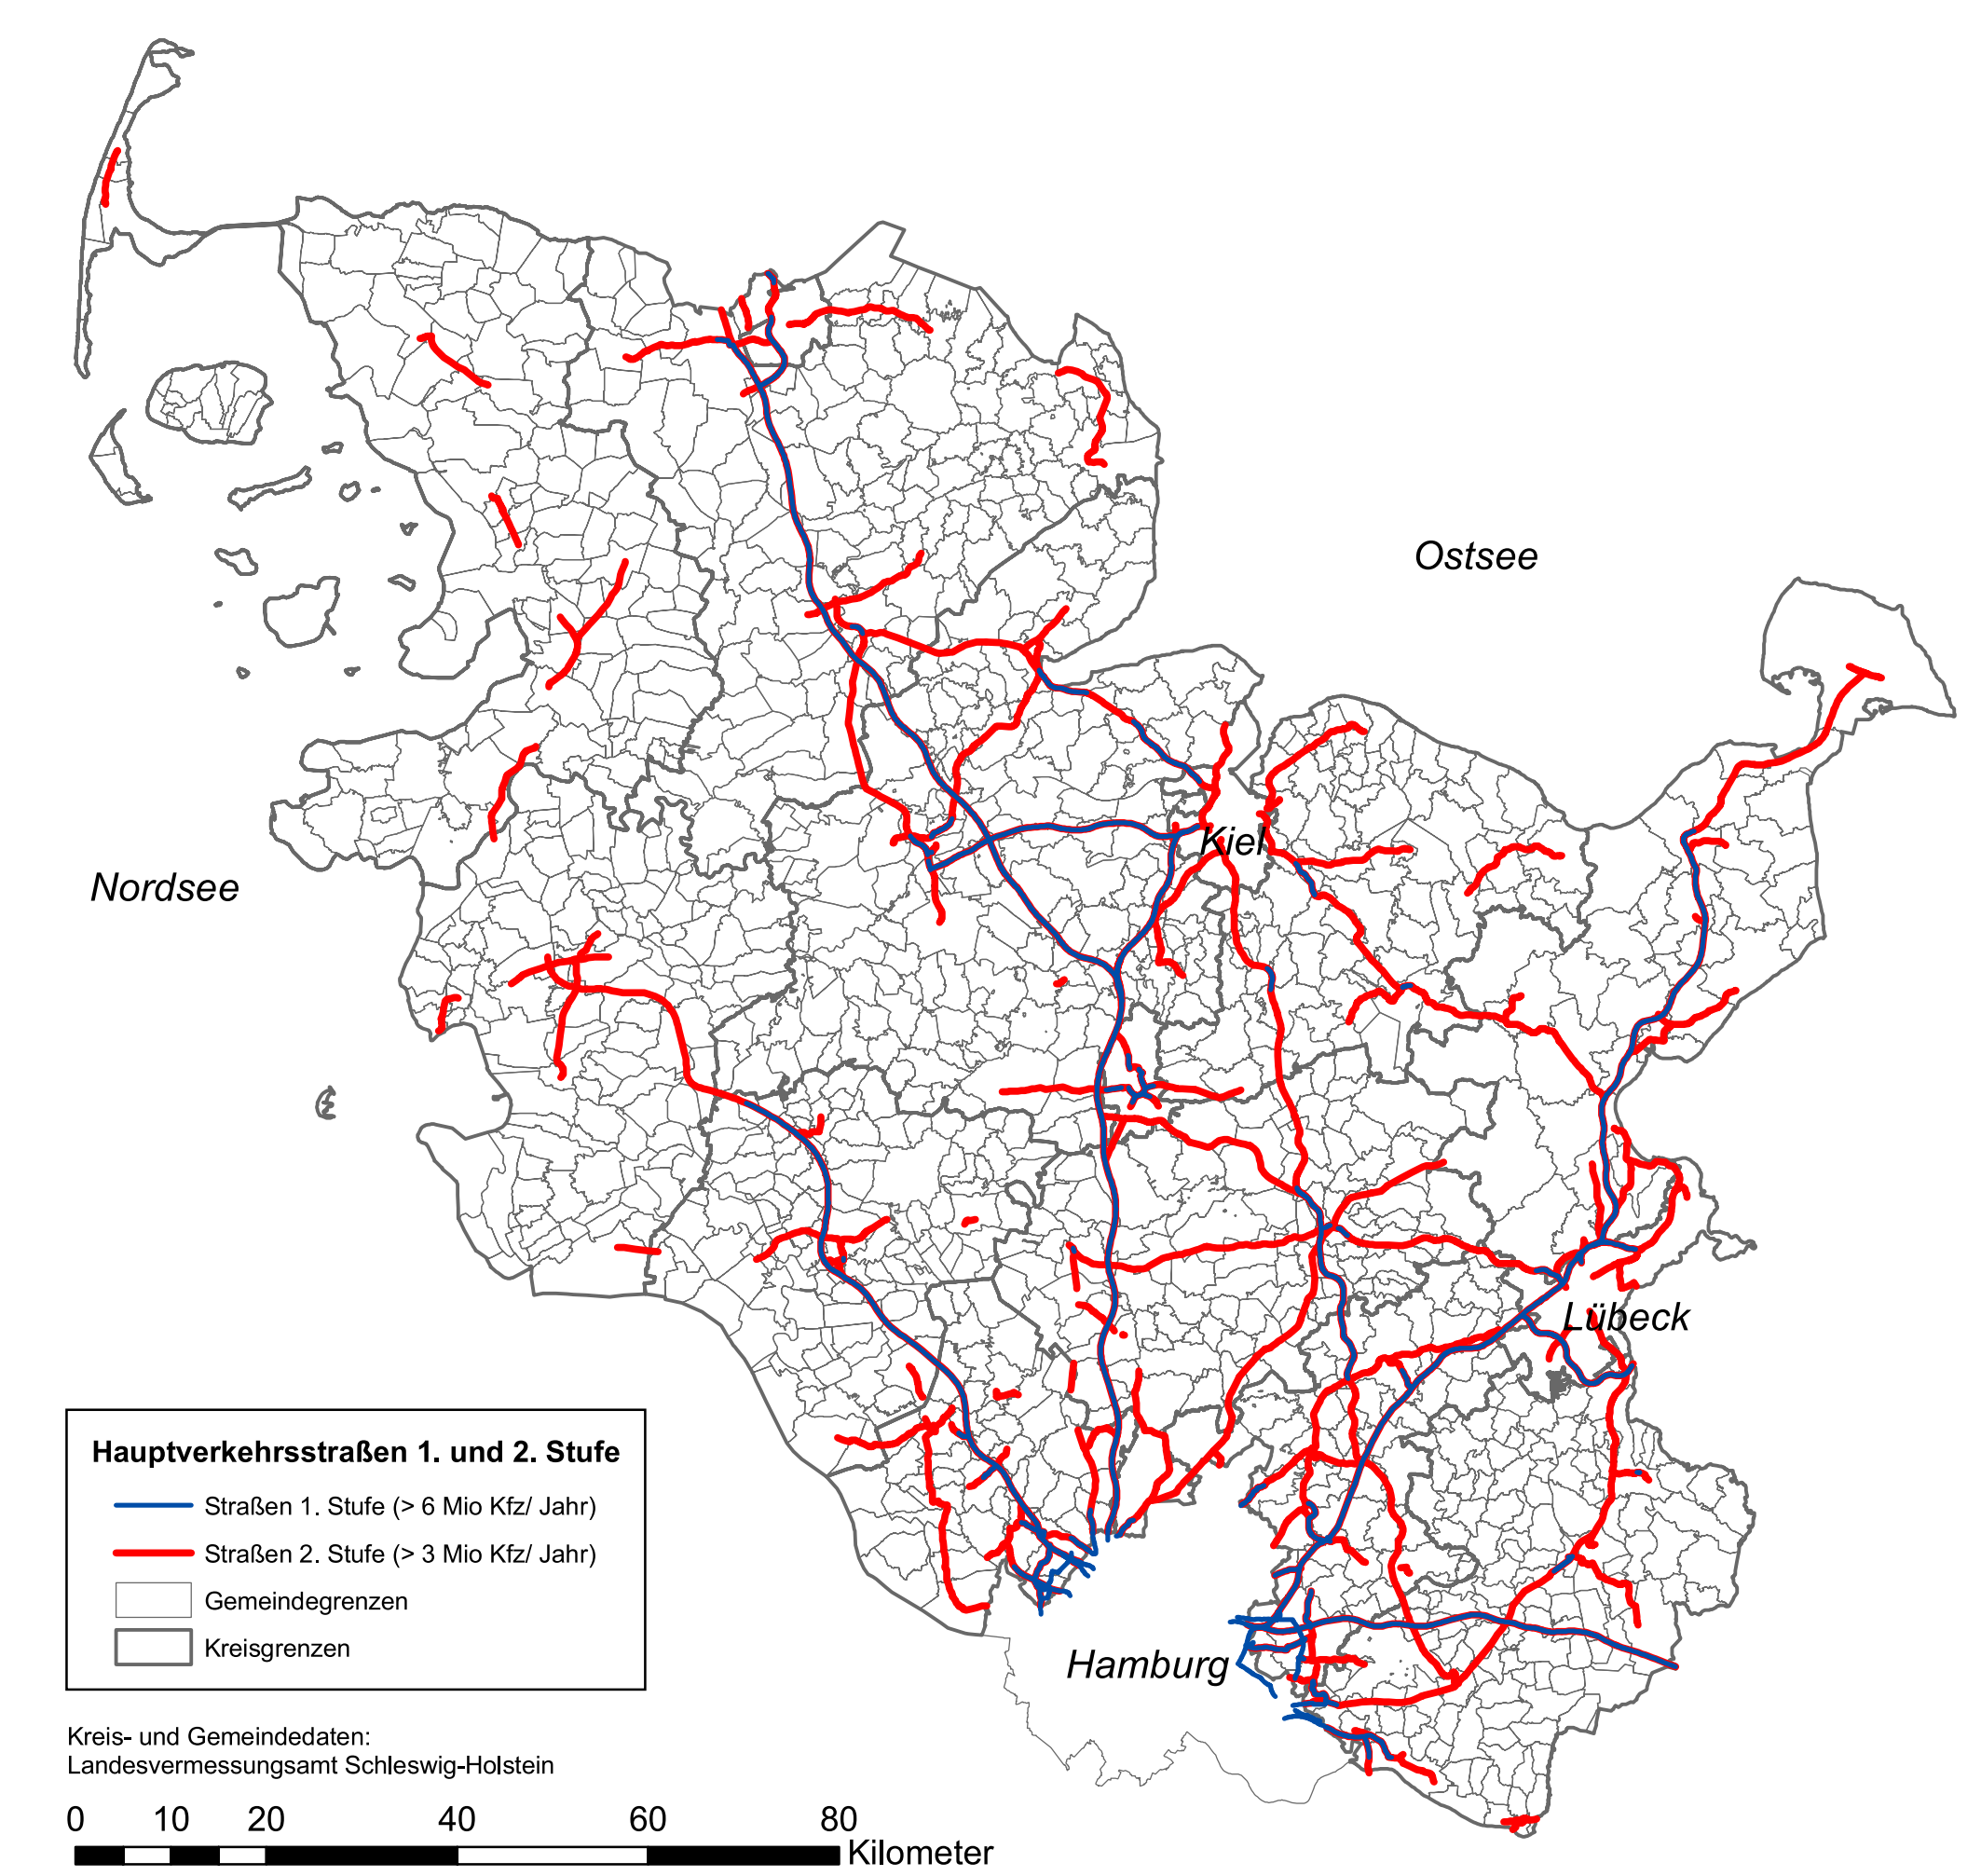 Ostsee
Kiel
Nordsee
Lübeck
Hauptverkehrsstraßen 1. und 2. Stufe
Straßen 1. Stufe (> 6 Mio Kfz/ Jahr)
Straßen 2. Stufe (> 3 Mio Kfz/ Jahr)
Gemeindegrenzen
Kreisgrenzen
Hamburg
Kreis- und Gemeindedaten:
Landesvermessungsamt Schleswig-Holstein
0 10 20 40 60 80
Kilometer